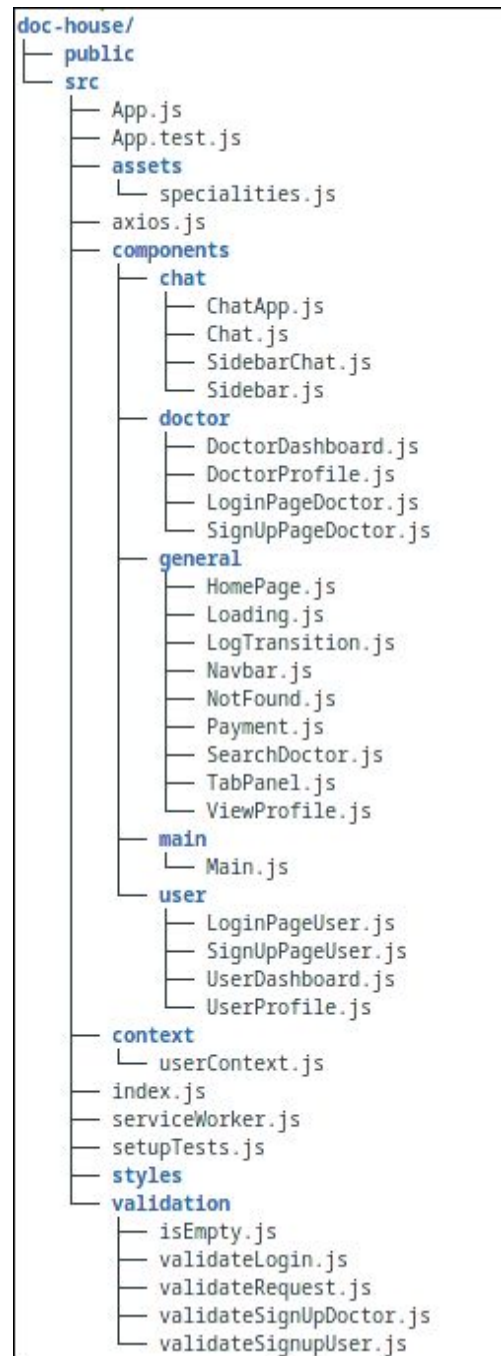 doc-house/
├── public
└── src
    ├── App.js
    ├── App.test.js
    ├── assets
    │   └── specialities.js
    ├── axios.js
    ├── components
    │   ├── chat
    │   │   ├── ChatApp.js
    │   │   ├── Chat.js
    │   │   ├── SidebarChat.js
    │   │   └── Sidebar.js
    │   ├── doctor
    │   │   ├── DoctorDashboard.js
    │   │   ├── DoctorProfile.js
    │   │   ├── LoginPageDoctor.js
    │   │   └── SignUpPageDoctor.js
    │   ├── general
    │   │   ├── HomePage.js
    │   │   ├── Loading.js
    │   │   ├── LogTransition.js
    │   │   ├── Navbar.js
    │   │   ├── NotFound.js
    │   │   ├── Payment.js
    │   │   ├── SearchDoctor.js
    │   │   ├── TabPanel.js
    │   │   └── ViewProfile.js
    │   ├── main
    │   │   └── Main.js
    │   └── user
    │       ├── LoginPageUser.js
    │       ├── SignUpPageUser.js
    │       ├── UserDashboard.js
    │       └── UserProfile.js
    ├── context
    │   └── userContext.js
    ├── index.js
    ├── serviceWorker.js
    ├── setupTests.js
    ├── styles
    └── validation
        ├── isEmpty.js
        ├── validateLogin.js
        ├── validateRequest.js
        ├── validateSignUpDoctor.js
        └── validateSignupUser.js